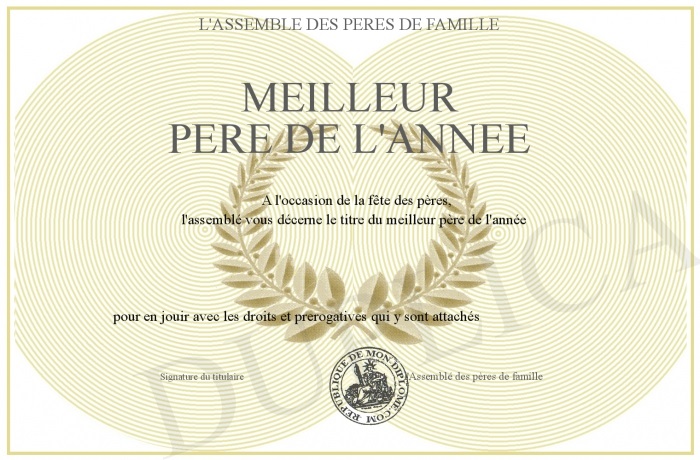 L'ASSEMBLE DES PERES DE FAMILLE
MEILLEUR
PERE DE L'ANNEE
A l'occasion de la fête des pères,
l'assemblé vous décerne le titre du meilleur père de l'année
pour en jouir avec les droits et prerogatives qui y sont attachés
Signature du titulaire
l'Assemblé des pères de famille
REPUBLIQUE DE MON-DIPLOME.COM
DUPLICATA